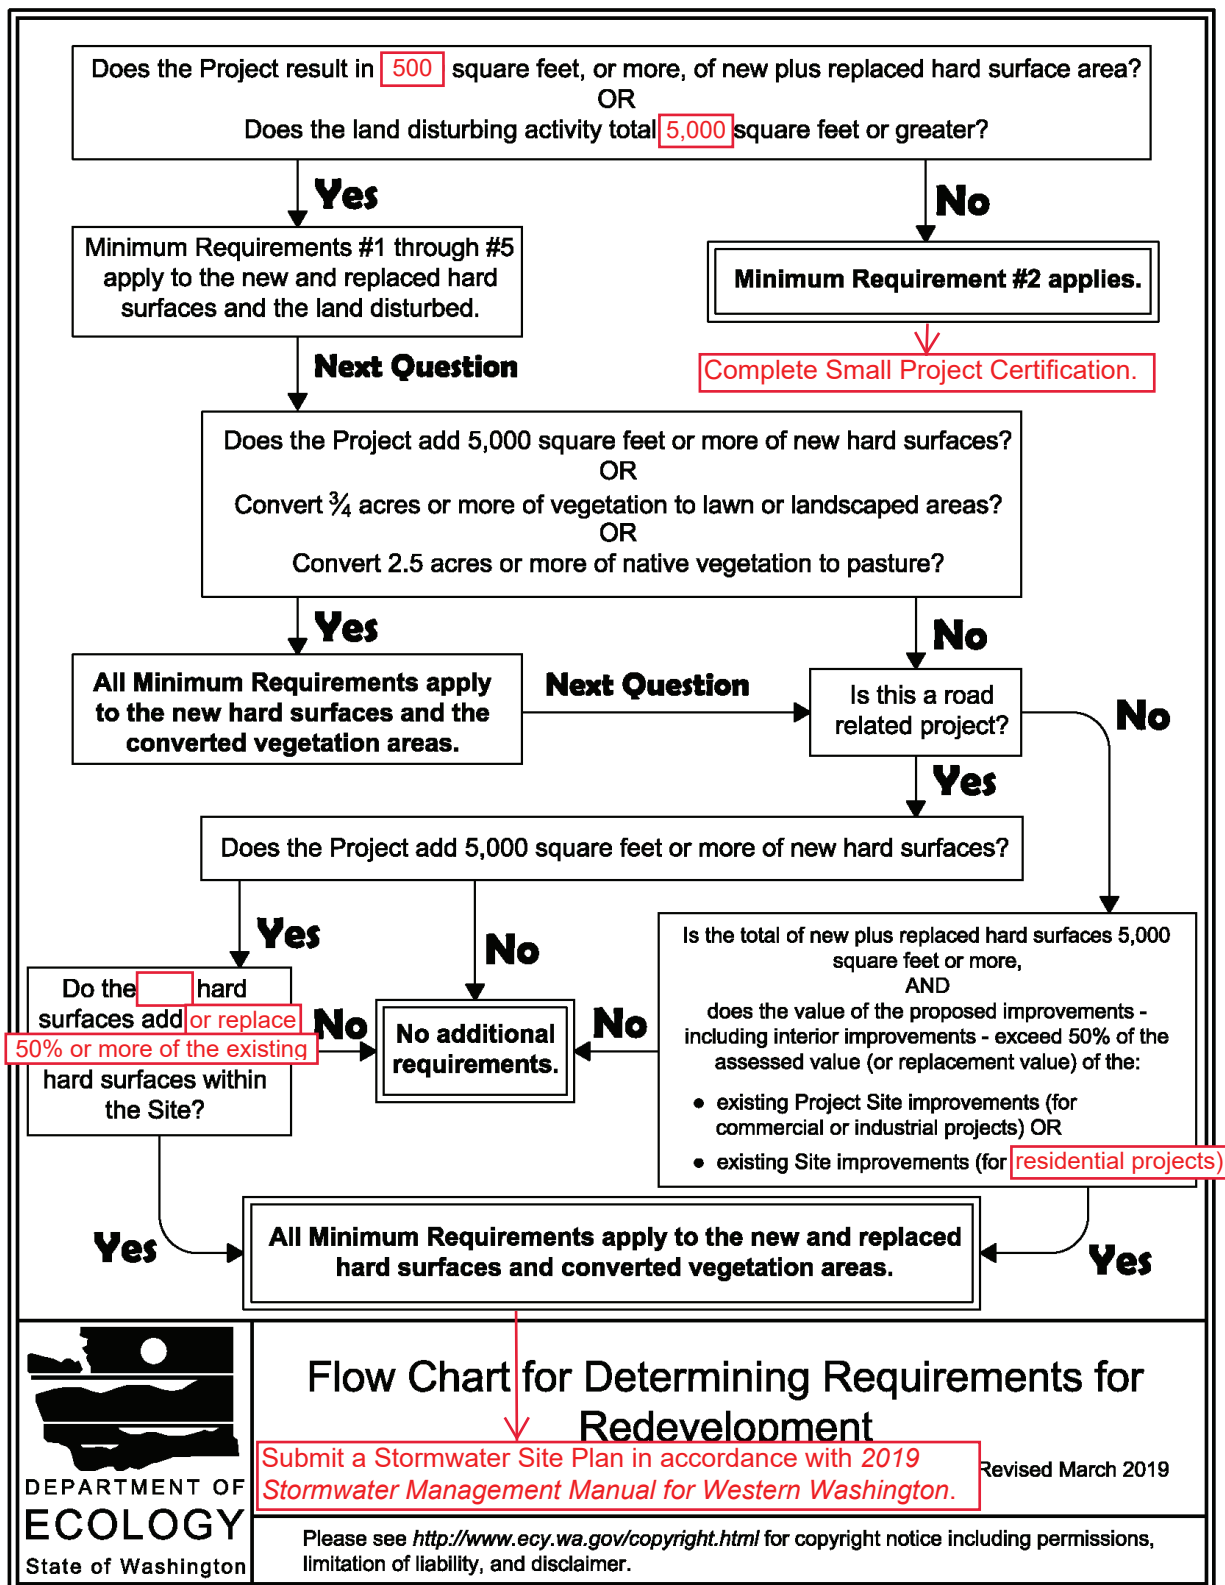 Does the Project result in 500 square feet, or more, of new plus replaced hard surface area?
OR
Does the land disturbing activity total 5,000 square feet or greater?
Yes
No
Minimum Requirements #1 through #5
apply to the new and replaced hard
surfaces and the land disturbed.
Minimum Requirement #2 applies.
Next Question
Complete Small Project Certification.
Does the Project add 5,000 square feet or more of new hard surfaces?
OR
Convert ¾ acres or more of vegetation to lawn or landscaped areas?
OR
Convert 2.5 acres or more of native vegetation to pasture?
Yes
No
All Minimum Requirements apply
to the new hard surfaces and the
converted vegetation areas.
Next Question
Is this a road
related project?
No
Yes
Does the Project add 5,000 square feet or more of new hard surfaces?
Yes
No
Do the hard
surfaces add or replace
50% or more of the existing
hard surfaces within
the Site?
No
No additional
requirements.
No
Is the total of new plus replaced hard surfaces 5,000
square feet or more,
AND
does the value of the proposed improvements -
including interior improvements - exceed 50% of the
assessed value (or replacement value) of the:
● existing Project Site improvements (for
commercial or industrial projects) OR
● existing Site improvements (for residential projects)
Yes
All Minimum Requirements apply to the new and replaced
hard surfaces and converted vegetation areas.
Yes
Flow Chart for Determining Requirements for
Redevelopment
Submit a Stormwater Site Plan in accordance with 2019
Stormwater Management Manual for Western Washington.
Revised March 2019
DEPARTMENT OF
ECOLOGY
State of Washington
Please see http://www.ecy.wa.gov/copyright.html for copyright notice including permissions,
limitation of liability, and disclaimer.